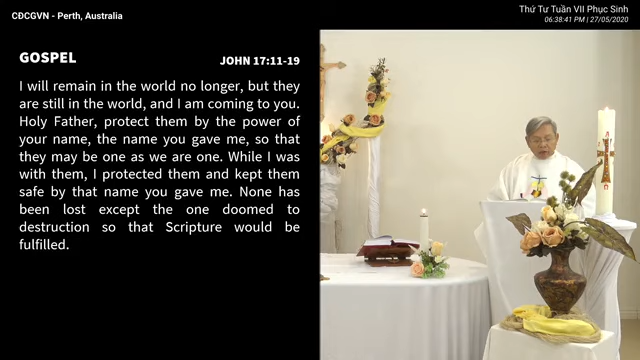 CĐCGVN - Perth, Australia
Thứ Tư Tuần VII Phục Sinh
06:38:41 PM | 27/05/2020
GOSPEL
JOHN 17:11-19
I will remain in the world no longer, but they
are still in the world, and I am coming to you.
Holy Father, protect them by the power of
your name, the name you gave me, so that
they may be one as we are one. While I was
with them, I protected them and kept them
safe by that name you gave me. None has
been lost except the one doomed to
destruction so that Scripture would be
fulfilled.